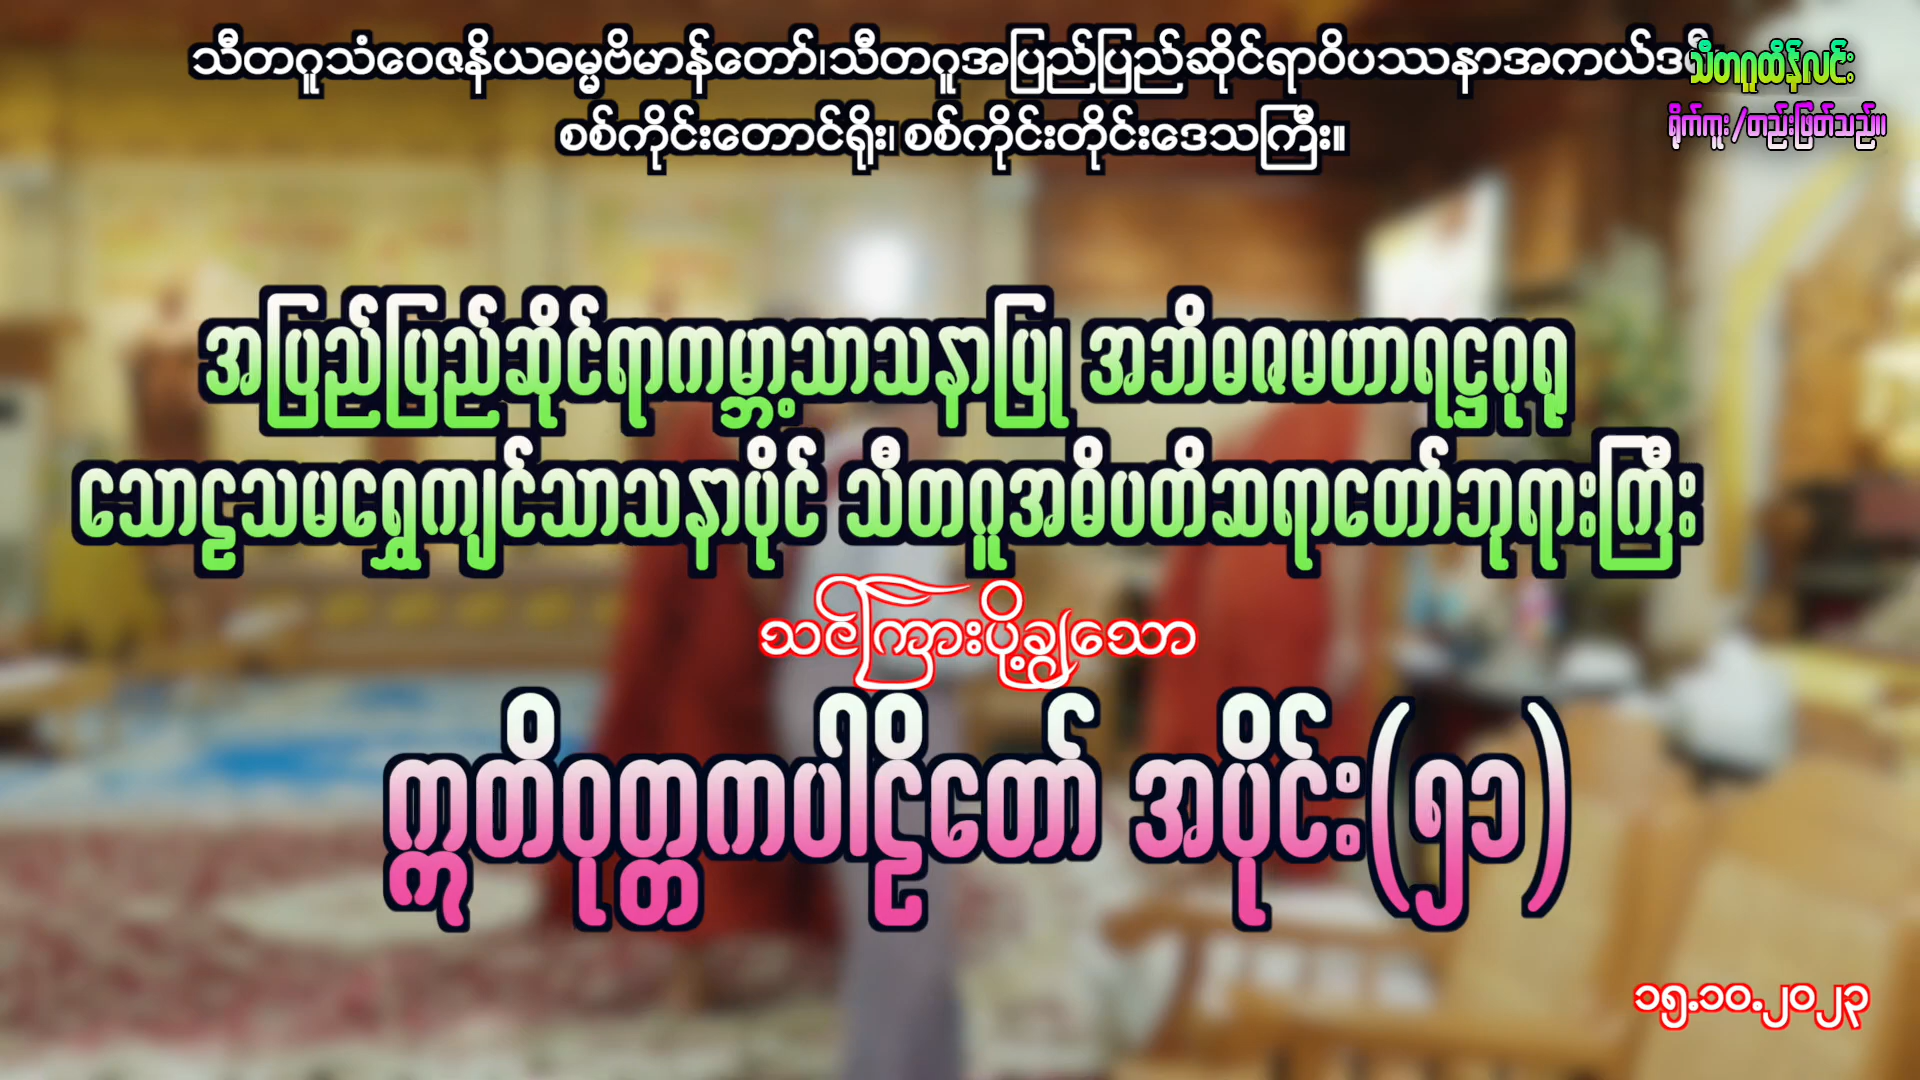 သီတဂူသံဝေဇနိယဓမ္မဗိမာန်တော်၊သီတဂူအပြည်ပြည်ဆိုင်ရာဝိပဿနာအကယ်ဒမီ
စစ်ကိုင်းတောင်ရိုး၊ စစ်ကိုင်းတိုင်းဒေသကြီး။
သီတဂူထိန်လင်း
ရိုက်ကူး/တည်းဖြတ်သည်။
အပြည်ပြည်ဆိုင်ရာကမ္ဘာ့သာသနာပြု အဘိဓဇမဟာရဋ္ဌဂုရု
သောဠသမရွှေကျင်သာသနာပိုင် သီတဂူအဓိပတိဆရာတော်ဘုရားကြီး
သင်ကြားပို့ချသော
ဣတိဝုတ္တကပါဠိတော် အပိုင်း(၅၁)
၁၅.၁၀.၂၀၂၃